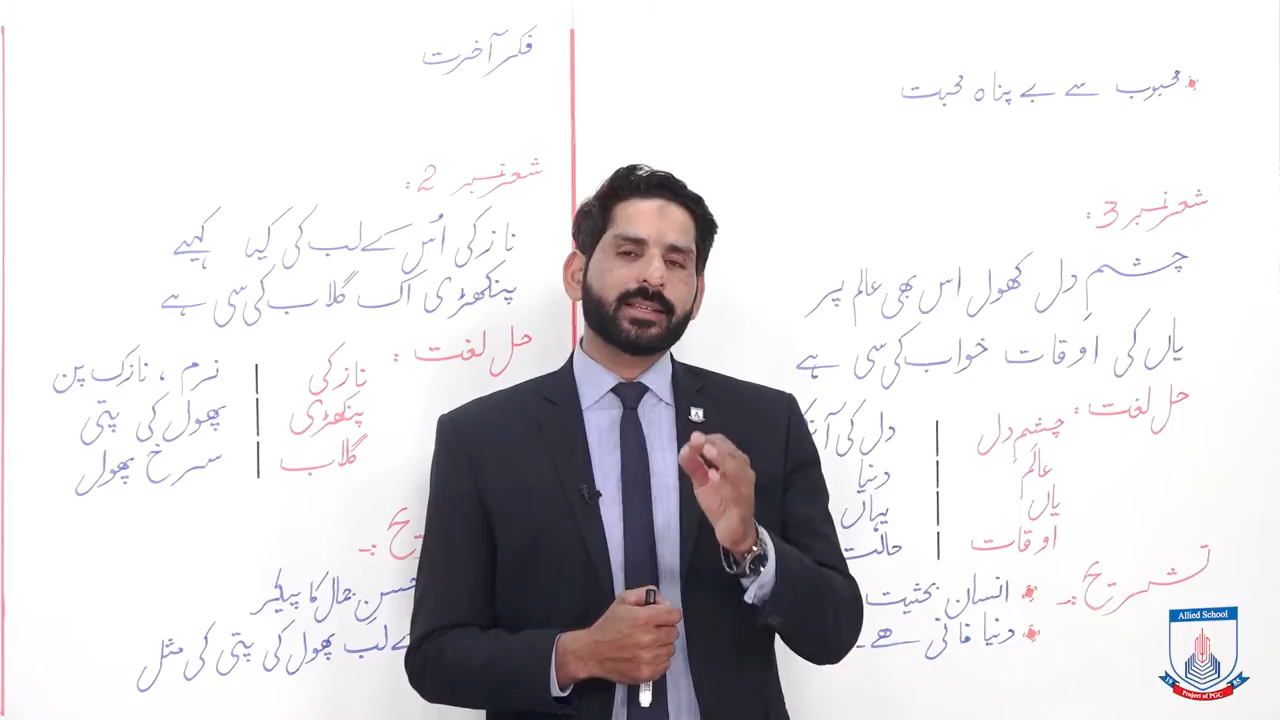 محبوب سے بے پناہ محبت
شعر نمبر 3:
چشمِ دل کھول اس بھی عالم پر
یاں کی اوقات خواب کی سی ہے
حل لغت:
چشمِ دل | دل کی
عالم | دنیا
یاں | یہاں
اوقات | حالت
تشریح:-
انسان بحثیت
دنیا فانی ھے-
فکر آخرت
شعر نمبر 2:
نازکی اُس کے لب کی کیا کہیے
پنکھڑی اک گلاب کی سی ہے
حل لغت:
نازکی | نرم ، نازک پن
پنکھڑی | پھول کی پتی
گلاب | سرخ پھول
حسنِ جمال کا پیکر
لب پھول کی پتی کی مثل
Allied School
19 85
Project of PGC